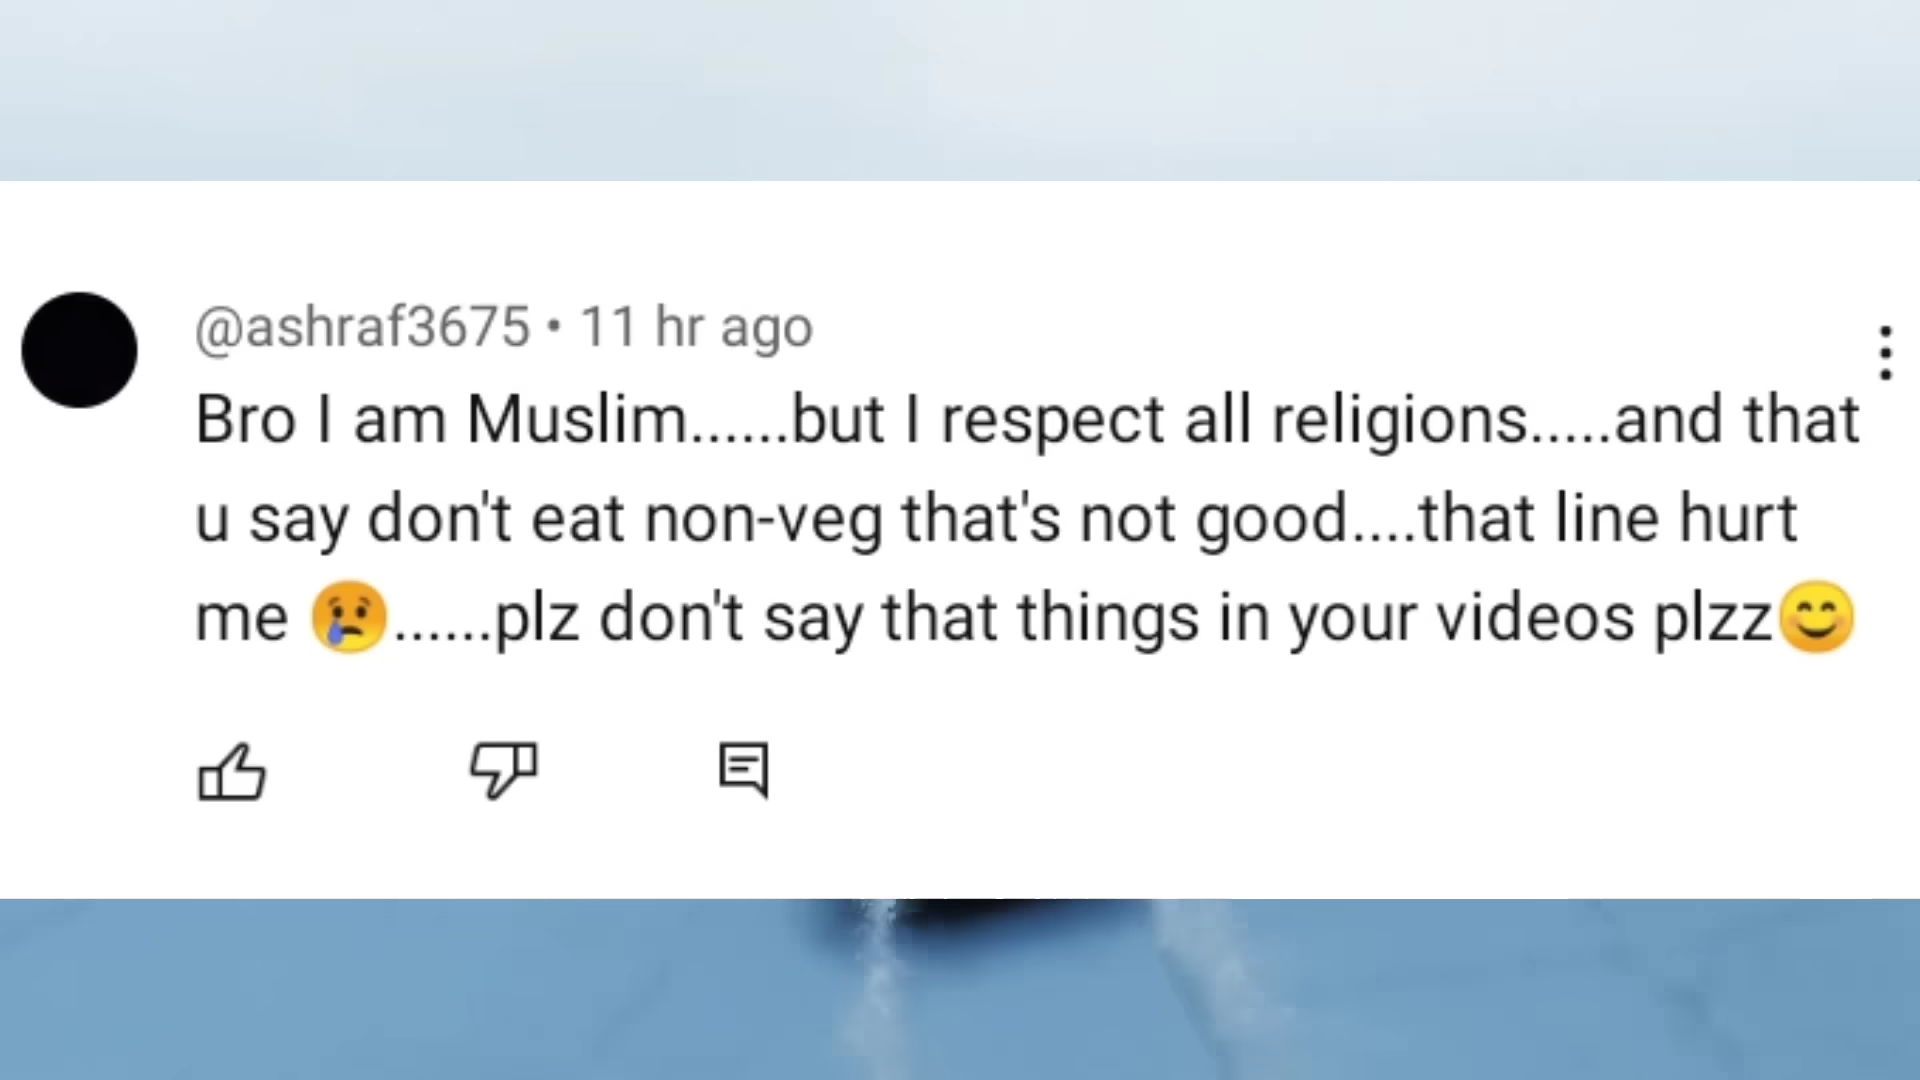 @ashraf3675 • 11 hr ago
Bro I am Muslim......but I respect all religions.....and that
u say don't eat non-veg that's not good....that line hurt
me 😢......plz don't say that things in your videos plzz😊